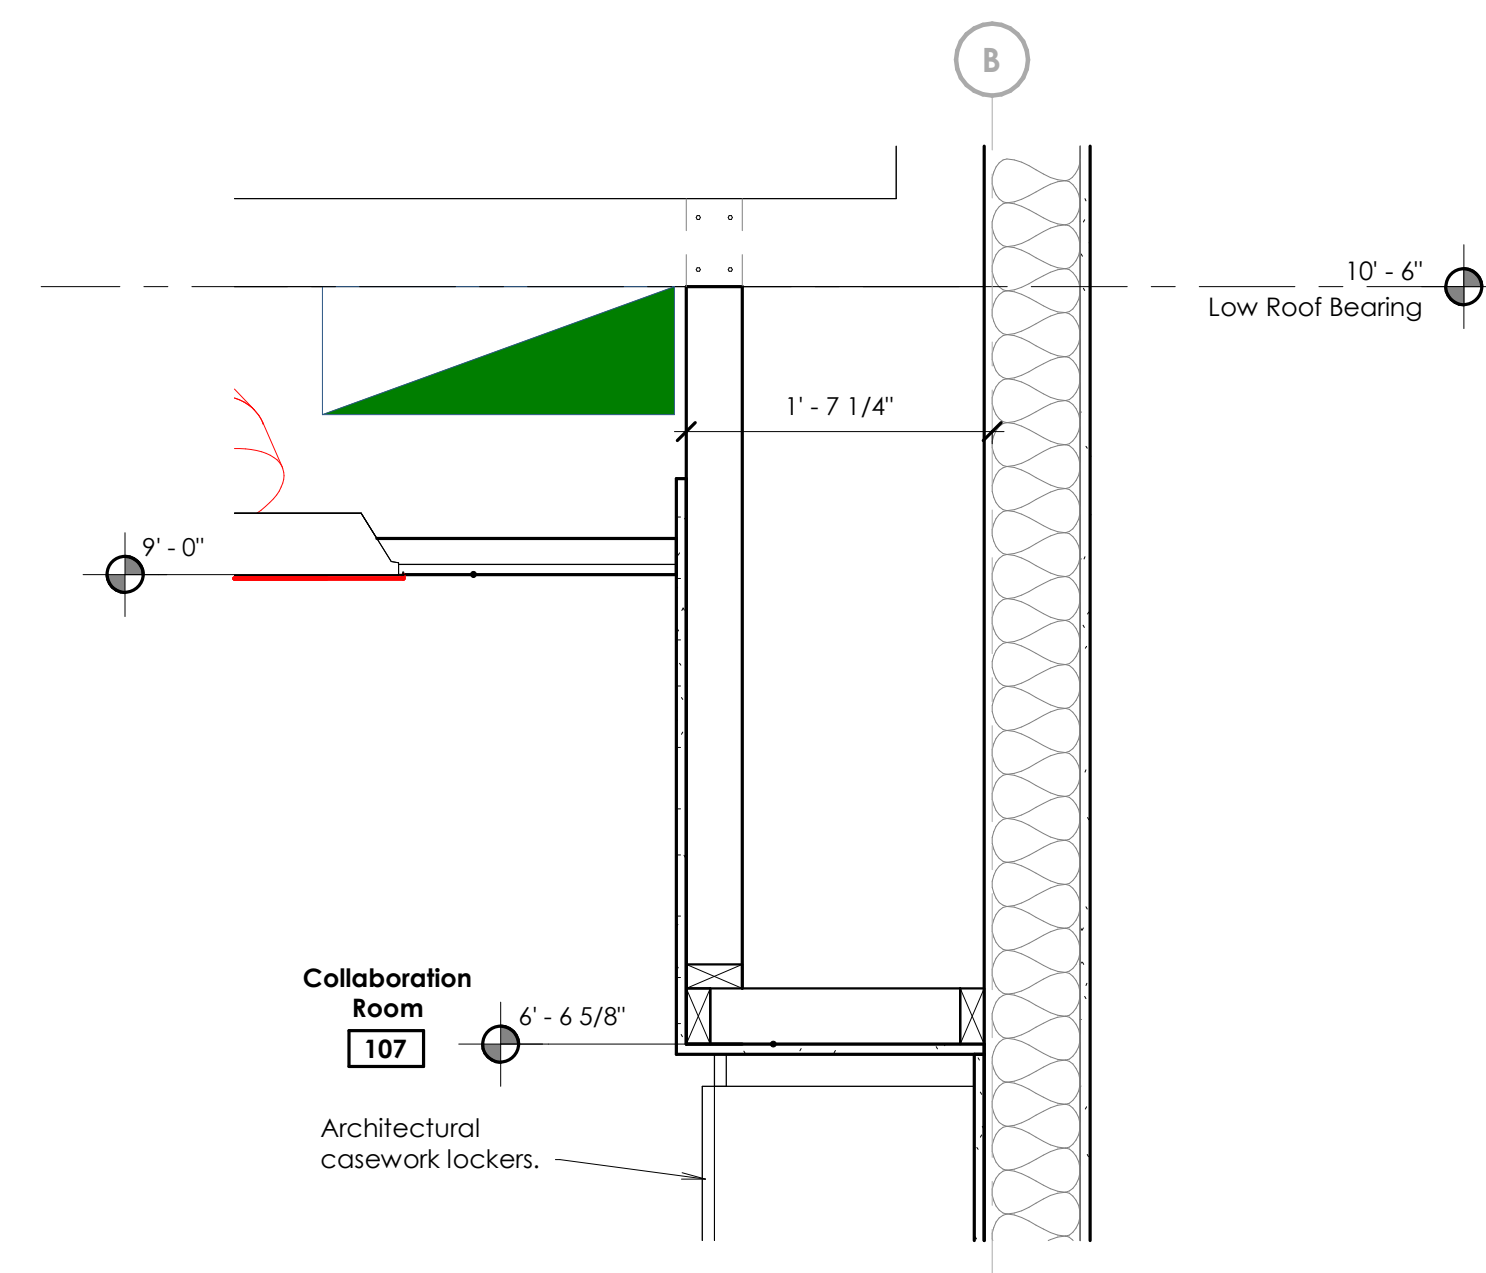 B
10' - 6"
Low Roof Bearing
1' - 7 1/4"
9' - 0"
Collaboration
Room
107
6' - 6 5/8"
Architectural
casework lockers.